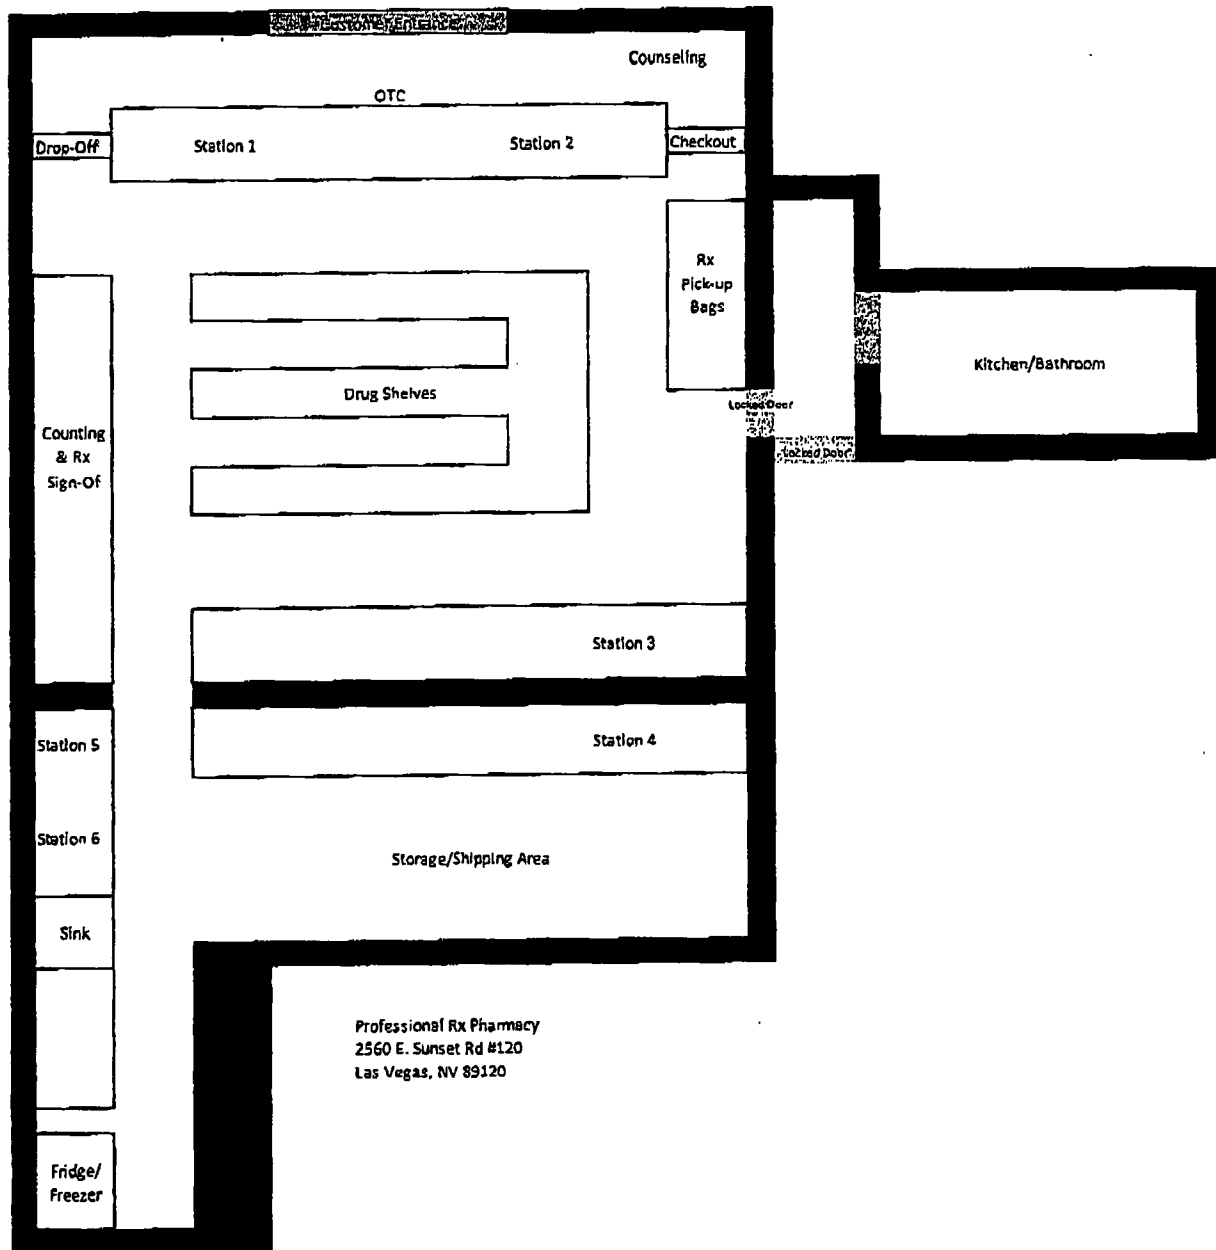 Customer Entrance
Counseling
OTC
Drop-Off
Station 1
Station 2
Checkout
Rx
Pick-up
Bags
Kitchen/Bathroom
Drug Shelves
Locked Door
Counting
& Rx
Sign-Of
Locked Door
Station 3
Station 5
Station 4
Station 6
Storage/Shipping Area
Sink
Professional Rx Pharmacy
2560 E. Sunset Rd #120
Las Vegas, NV 89120
Fridge/
Freezer